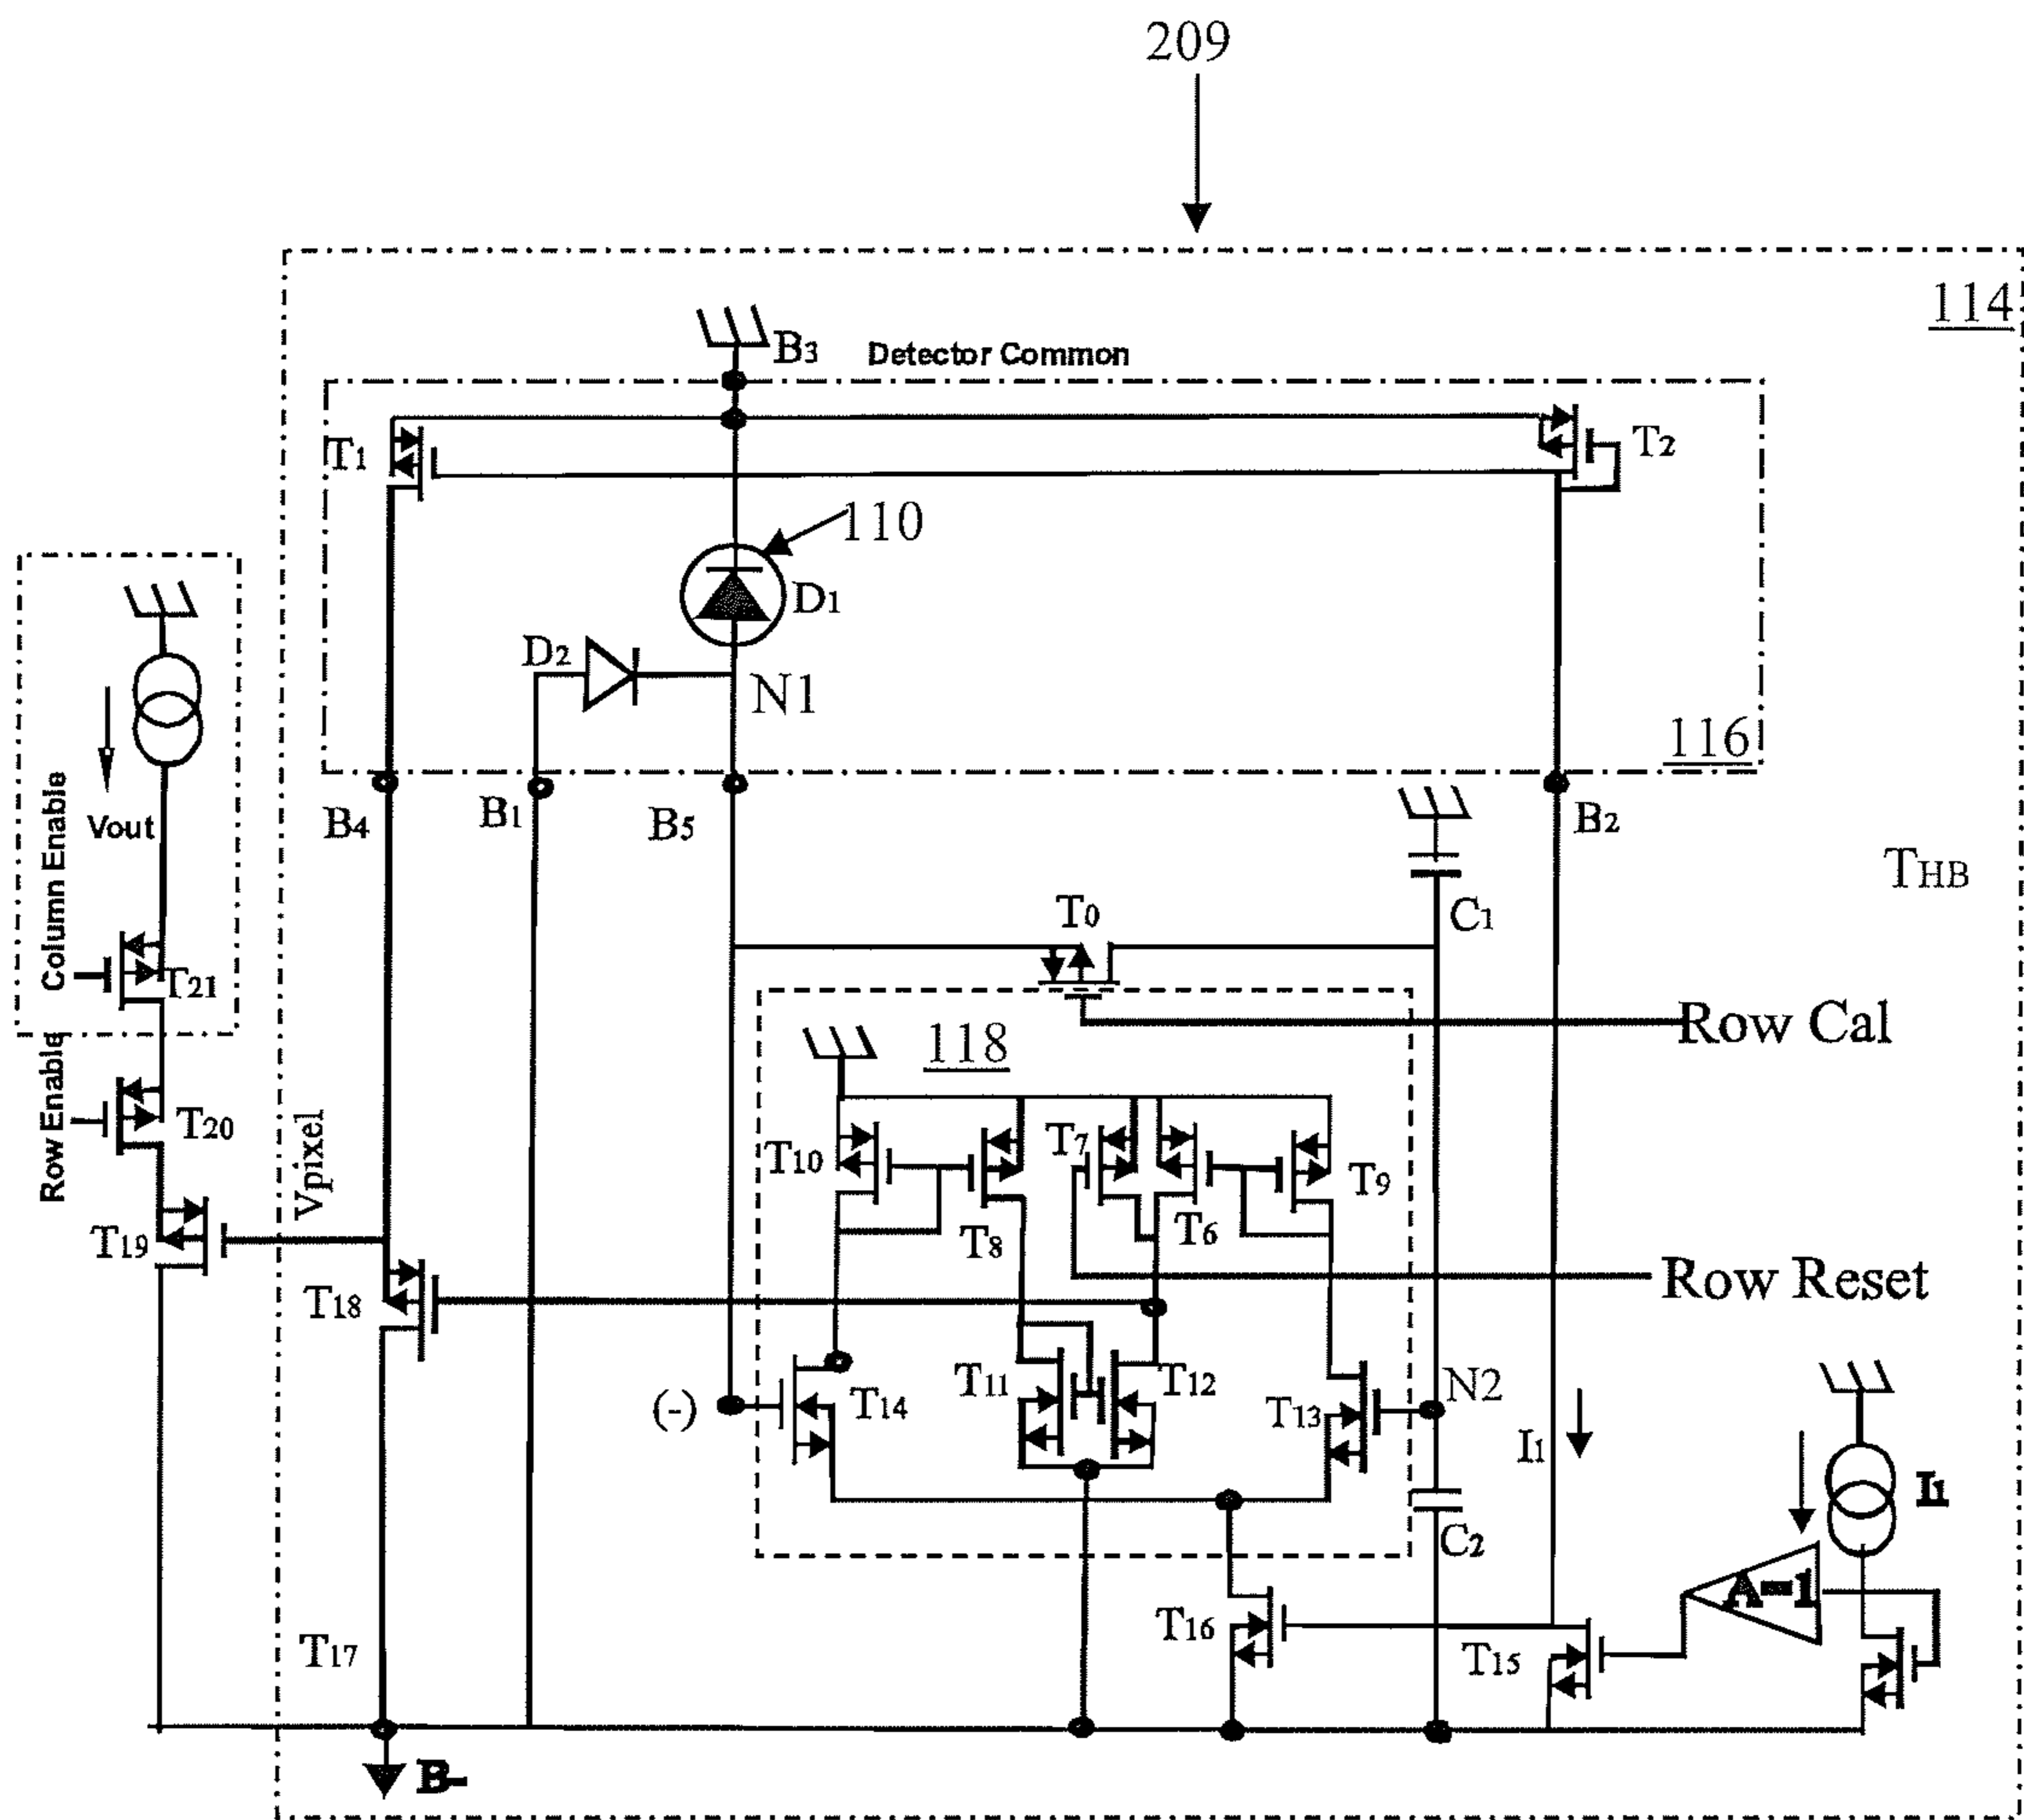 209
114
B3
Detector Common
T1
T2
110
D1
D2
N1
116
B4
B1
B5
B2
Column Enable
Vout
THB
C1
T0
T21
Row Cal
118
Row Enable
T20
Vpixel
T10
T7
T9
T19
T8
T6
Row Reset
T18
(-)
T14
T11
T12
T13
N2
I1
I1
C2
A=1
T16
T15
T17
B-